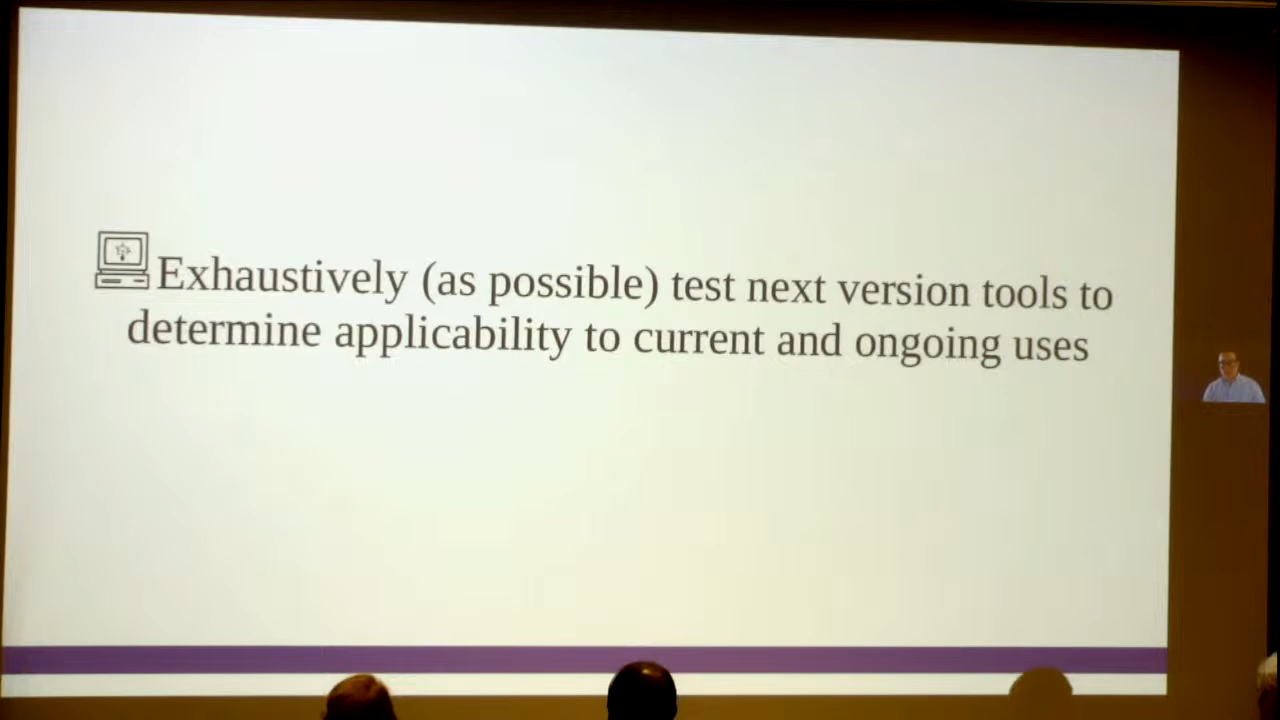 Exhaustively (as possible) test next version tools to
determine applicability to current and ongoing uses